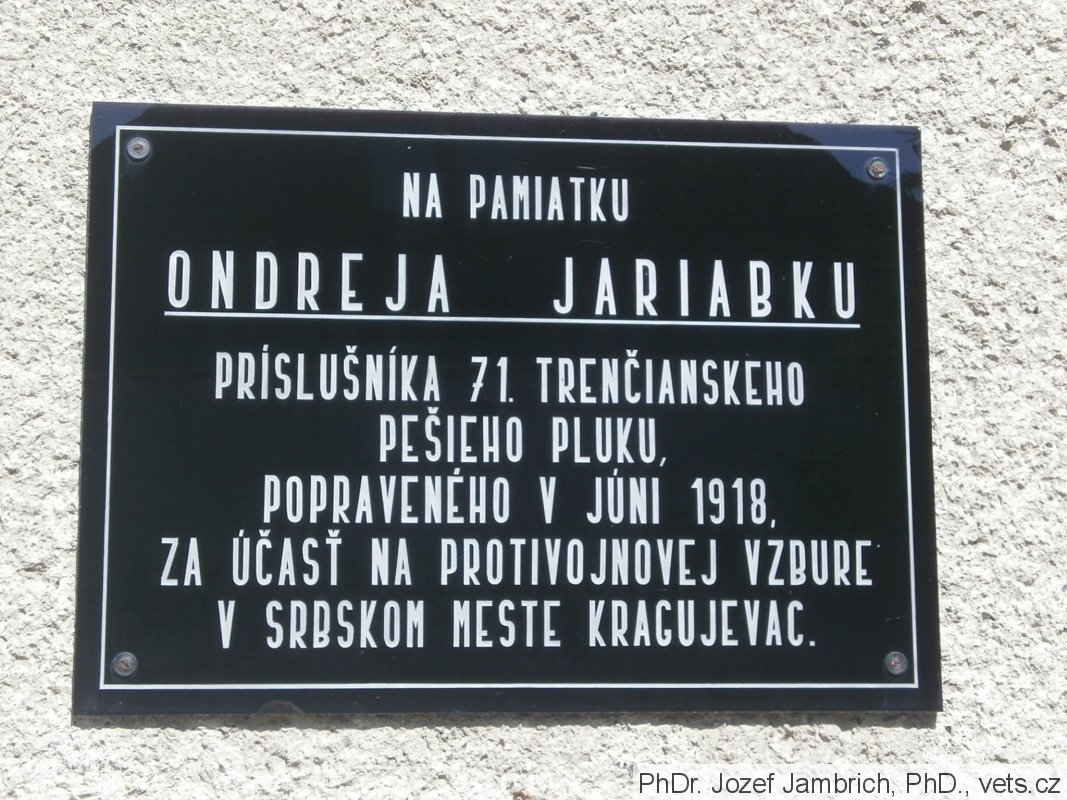 NA PAMIATKU
ONDREJA JARIABKU
PRÍSLUŠNÍKA 71. TRENČIANSKEHO
PEŠIEHO PLUKU,
POPRAVENÉHO V JÚNI 1918,
ZA ÚČASŤ NA PROTIVOJNOVEJ VZBURE
V SRBSKOM MESTE KRAGUJEVAC.
PhDr. Jozef Jambrich, PhD., vets.cz